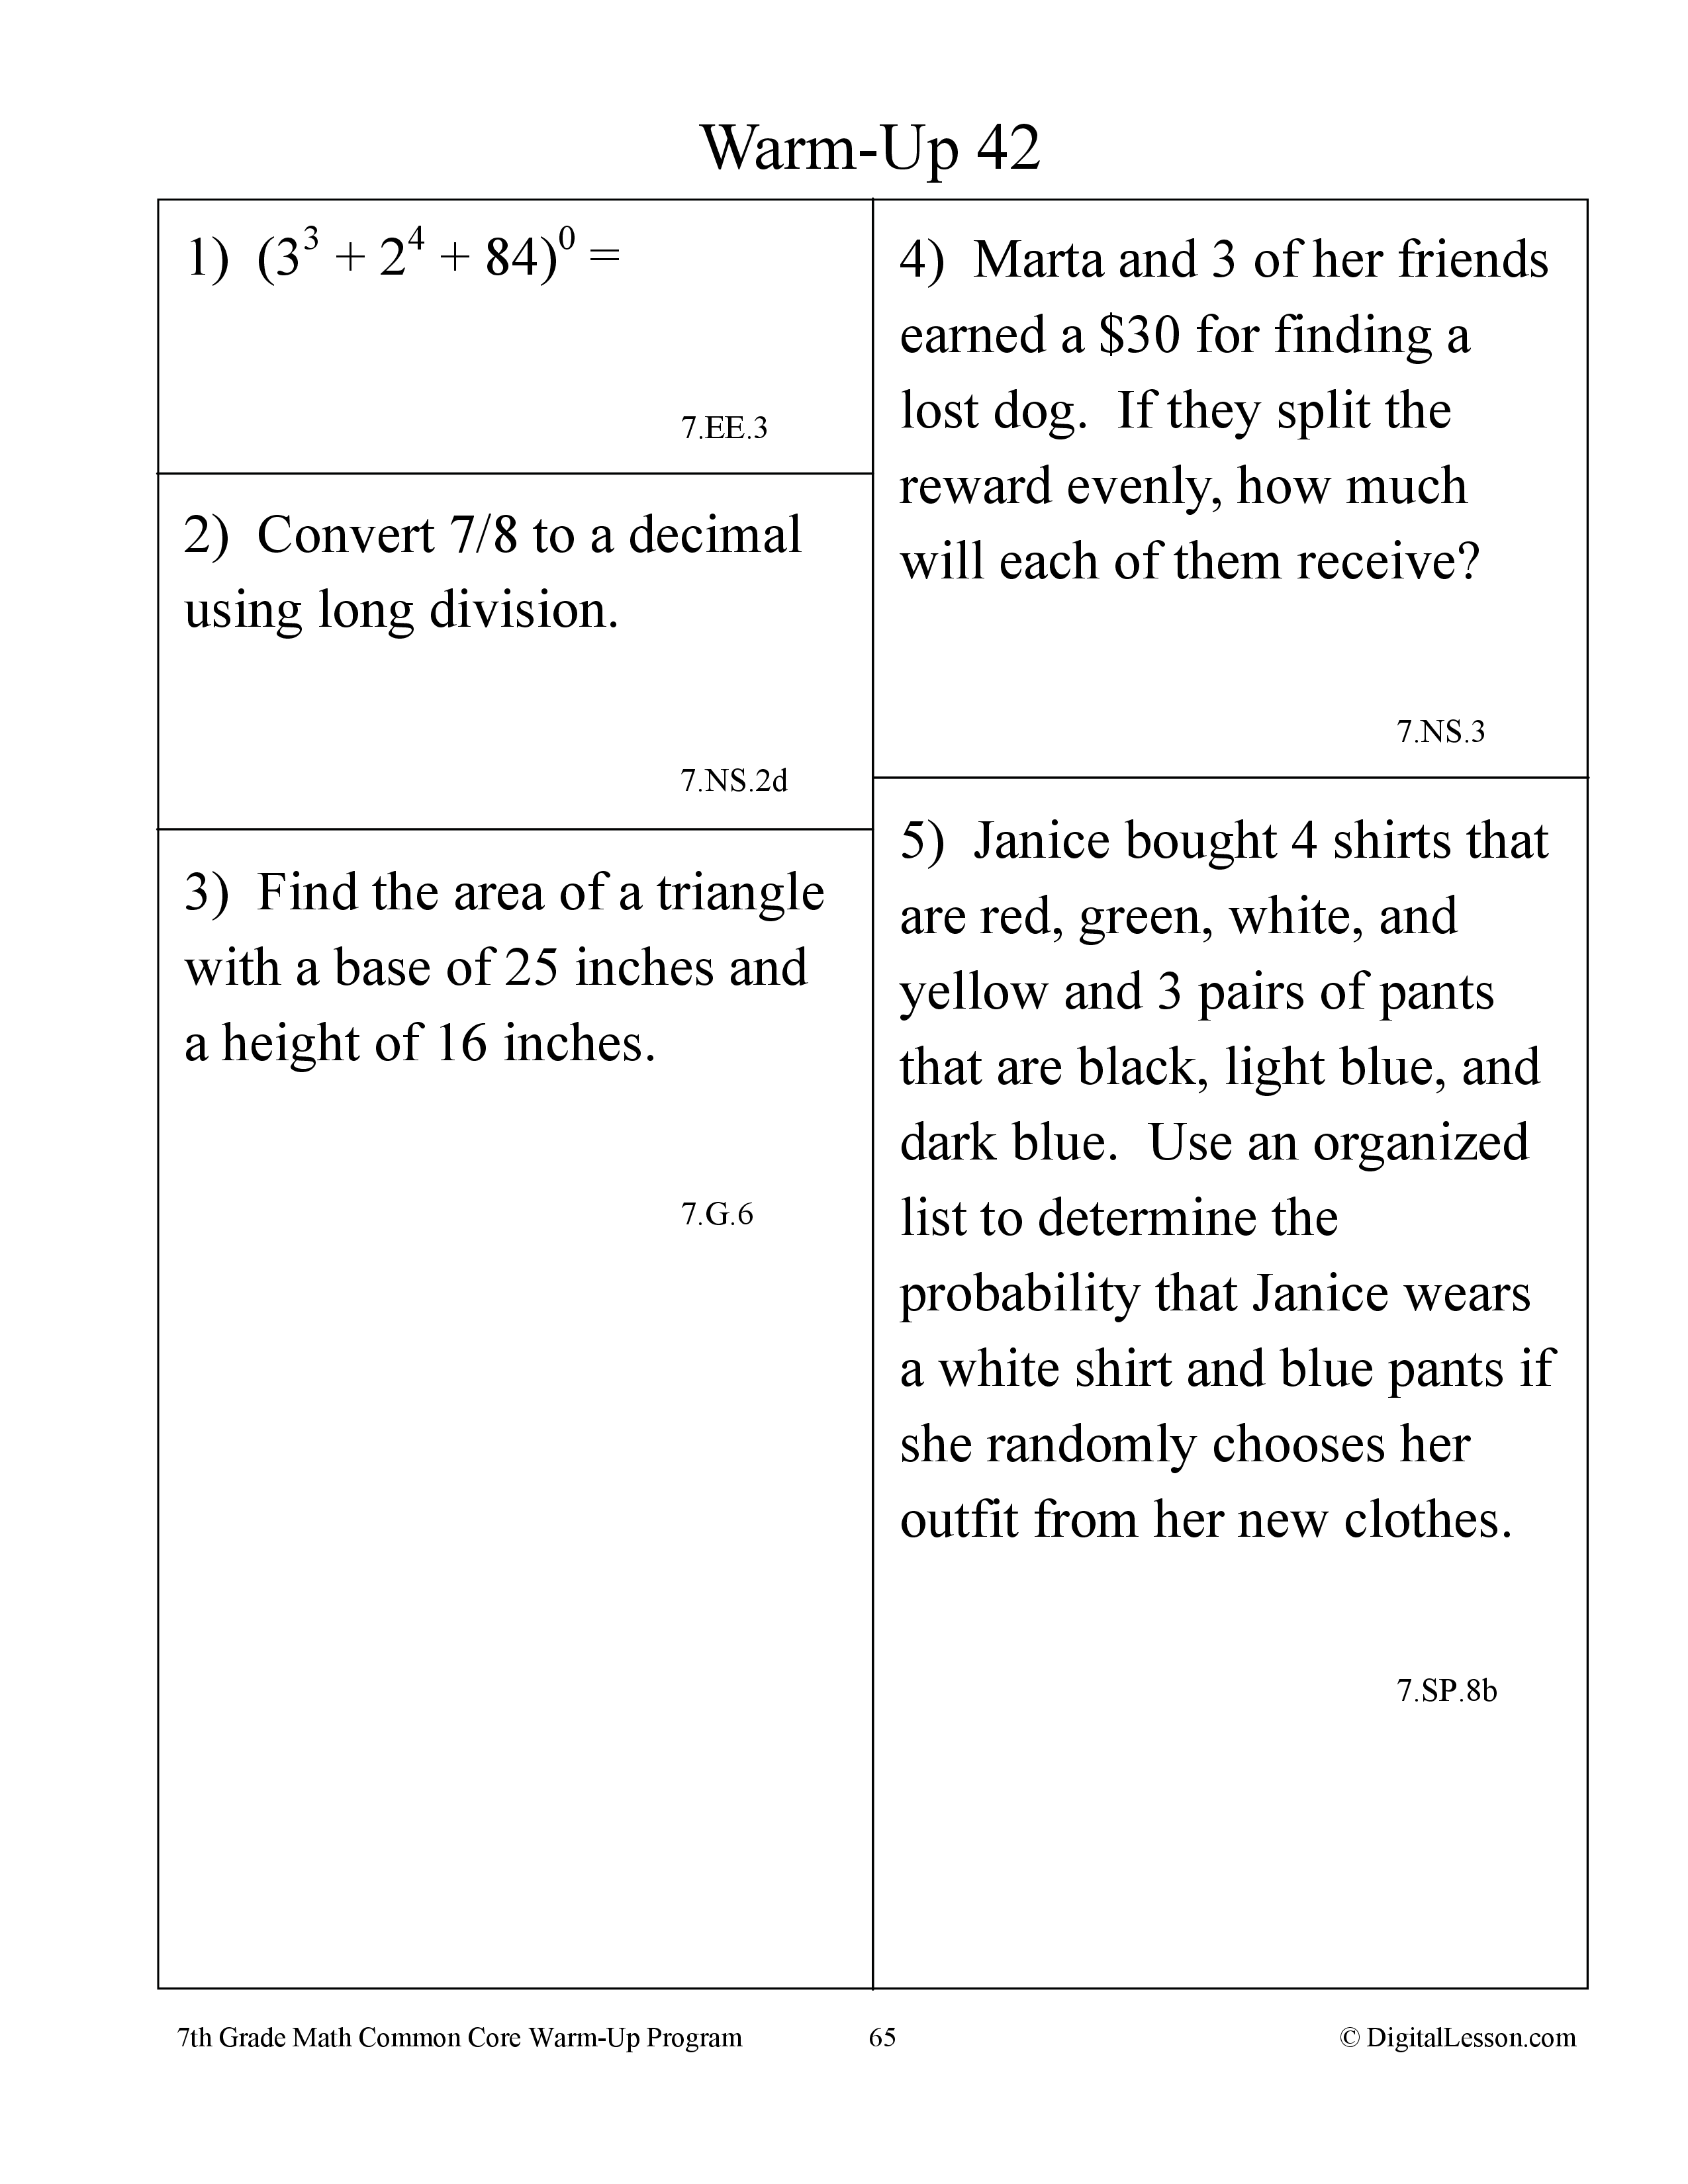 Warm-Up 42
1)  (3³ + 2⁴ + 84)⁰ =
7.EE.3
2)  Convert 7/8 to a decimal
using long division.
7.NS.2d
3)  Find the area of a triangle
with a base of 25 inches and
a height of 16 inches.
7.G.6
4)  Marta and 3 of her friends
earned a $30 for finding a
lost dog.  If they split the
reward evenly, how much
will each of them receive?
7.NS.3
5)  Janice bought 4 shirts that
are red, green, white, and
yellow and 3 pairs of pants
that are black, light blue, and
dark blue.  Use an organized
list to determine the
probability that Janice wears
a white shirt and blue pants if
she randomly chooses her
outfit from her new clothes.
7.SP.8b
7th Grade Math Common Core Warm-Up Program
65
© DigitalLesson.com